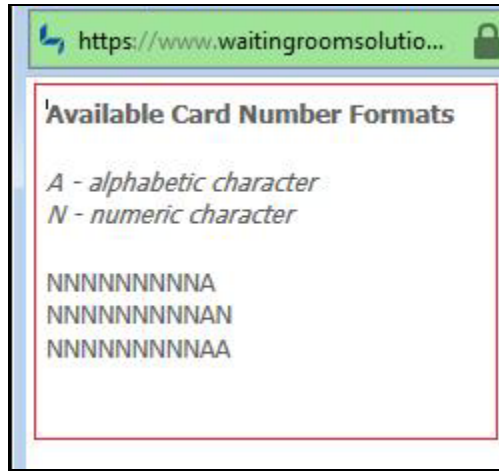 https://www.waitingroomsolutio...
Available Card Number Formats
A - alphabetic character
N - numeric character
NNNNNNNNNA
NNNNNNNNNAN
NNNNNNNNNAA